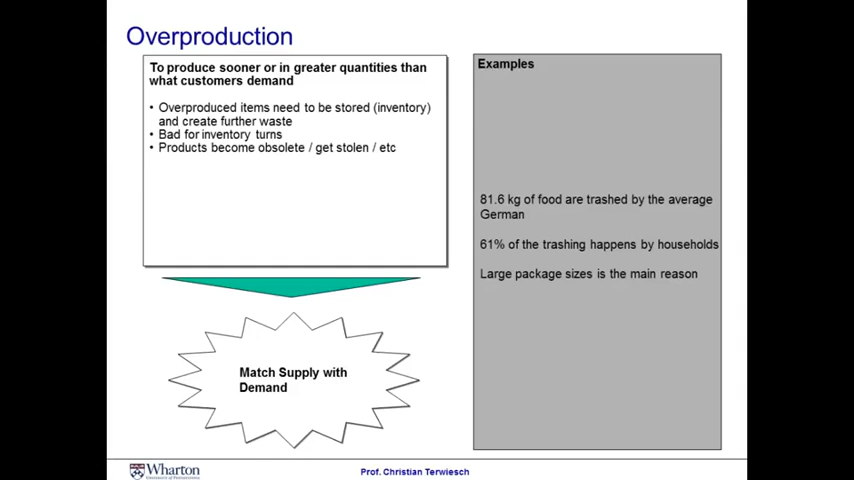 Overproduction
To produce sooner or in greater quantities than
what customers demand
• Overproduced items need to be stored (inventory)
and create further waste
• Bad for inventory turns
• Products become obsolete / get stolen / etc
Match Supply with
Demand
Examples
81.6 kg of food are trashed by the average
German
61% of the trashing happens by households
Large package sizes is the main reason
Wharton
University of Pennsylvania
Prof. Christian Terwiesch